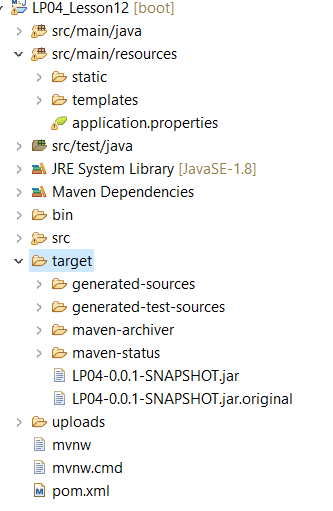 LP04_Lesson12 [boot]
src/main/java
src/main/resources
static
templates
application.properties
src/test/java
JRE System Library [JavaSE-1.8]
Maven Dependencies
bin
src
target
generated-sources
generated-test-sources
maven-archiver
maven-status
LP04-0.0.1-SNAPSHOT.jar
LP04-0.0.1-SNAPSHOT.jar.original
uploads
mvnw
mvnw.cmd
pom.xml